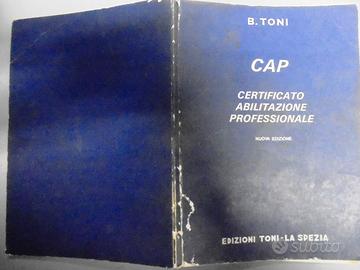 B. TONI
CAP
CERTIFICATO
ABILITAZIONE
PROFESSIONALE
NUOVA EDIZIONE
EDIZIONI TONI - LA SPEZIA
subito